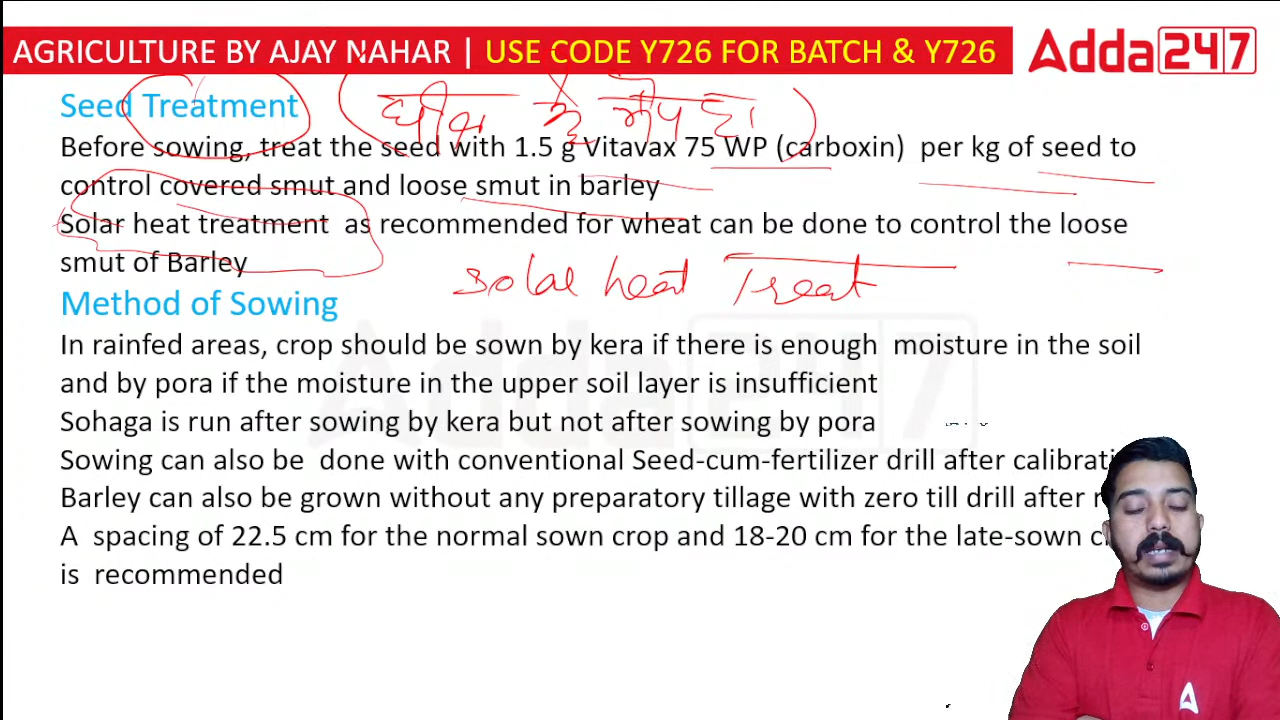 AGRICULTURE BY AJAY NAHAR | USE CODE Y726 FOR BATCH & Y726
Adda247
Seed Treatment
Before sowing, treat the seed with 1.5 g Vitavax 75 WP (carboxin) per kg of seed to
control covered smut and loose smut in barley
Solar heat treatment as recommended for wheat can be done to control the loose
smut of Barley
solar heat Treat
Method of Sowing
In rainfed areas, crop should be sown by kera if there is enough moisture in the soil
and by pora if the moisture in the upper soil layer is insufficient
Sohaga is run after sowing by kera but not after sowing by pora
Sowing can also be done with conventional Seed-cum-fertilizer drill after
Barley can also be grown without any preparatory tillage with zero till drill after
A spacing of 22.5 cm for the normal sown crop and 18-20 cm for the late-sown
is recommended